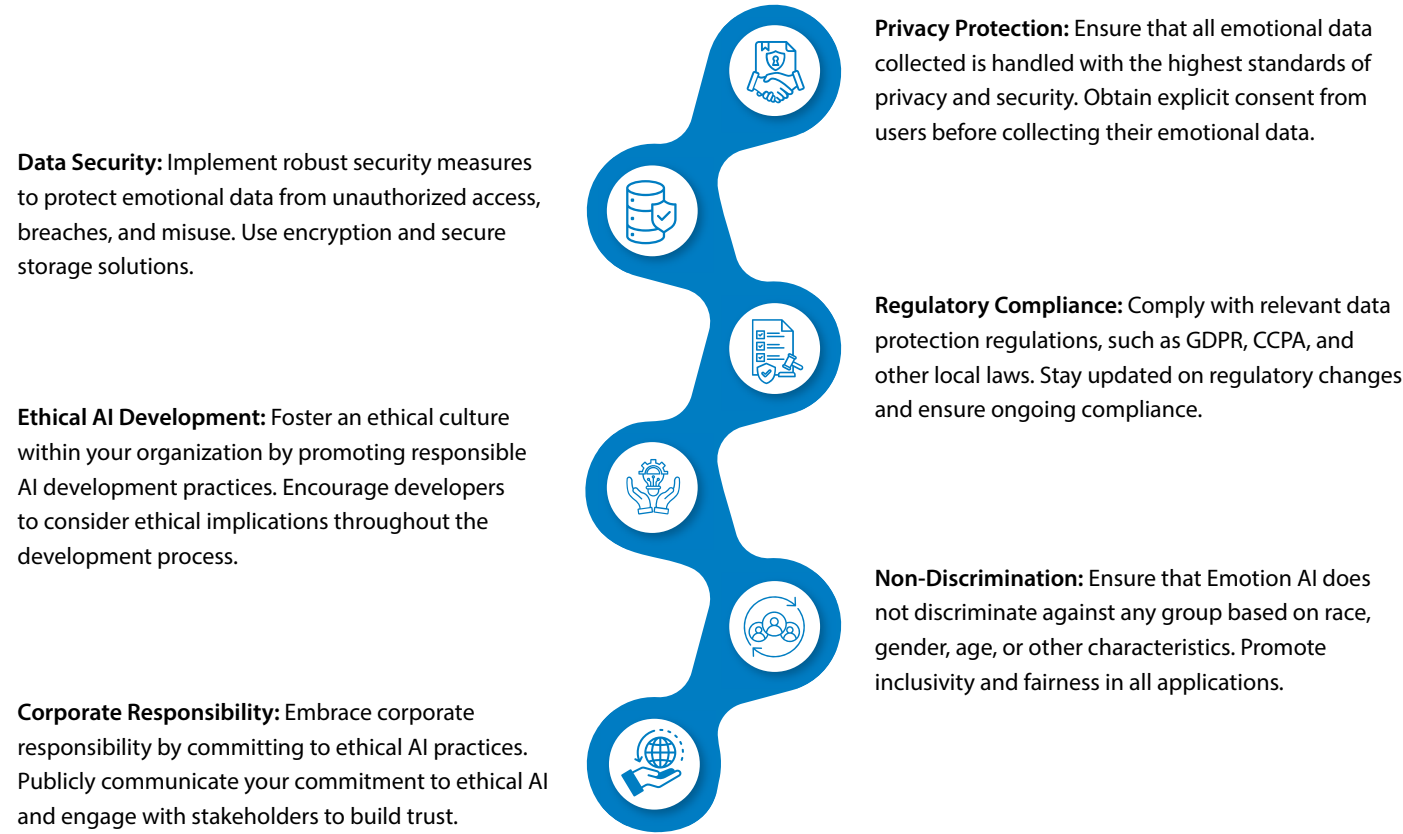 Privacy Protection: Ensure that all emotional data
collected is handled with the highest standards of
privacy and security. Obtain explicit consent from
users before collecting their emotional data.
Data Security: Implement robust security measures
to protect emotional data from unauthorized access,
breaches, and misuse. Use encryption and secure
storage solutions.
Regulatory Compliance: Comply with relevant data
protection regulations, such as GDPR, CCPA, and
other local laws. Stay updated on regulatory changes
and ensure ongoing compliance.
Ethical AI Development: Foster an ethical culture
within your organization by promoting responsible
AI development practices. Encourage developers
to consider ethical implications throughout the
development process.
Non-Discrimination: Ensure that Emotion AI does
not discriminate against any group based on race,
gender, age, or other characteristics. Promote
inclusivity and fairness in all applications.
Corporate Responsibility: Embrace corporate
responsibility by committing to ethical AI practices.
Publicly communicate your commitment to ethical AI
and engage with stakeholders to build trust.